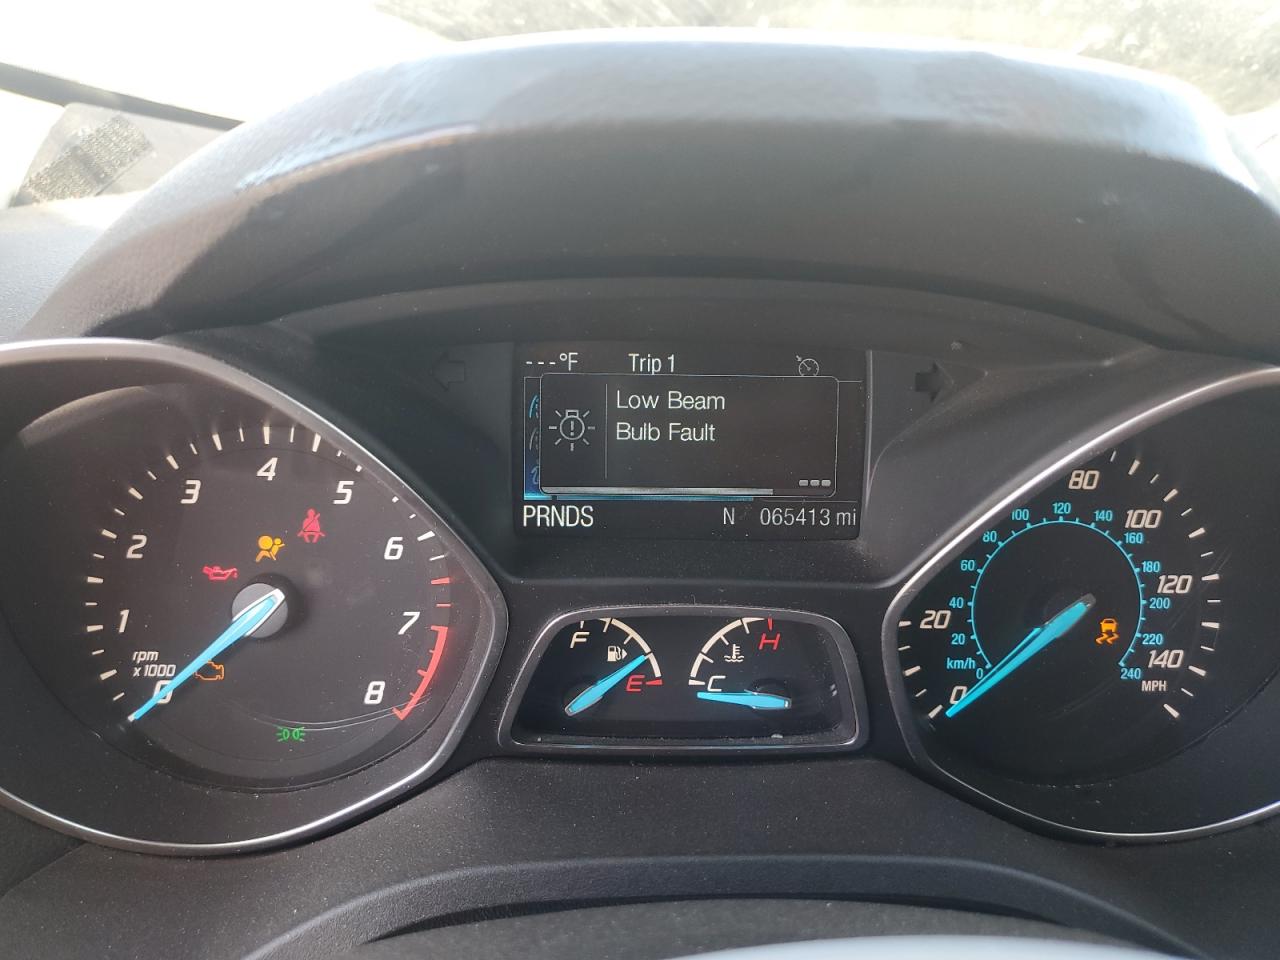 ---°F Trip 1
Low Beam
Bulb Fault
PRNDS N 065413 mi
0 1 2 3 4 5 6 7 8
rpm
x 1000
F E
C H
0 20 80 100 120 140
MPH
km/h
0 20 40 60 80 100 120 140 160 180 200 220 240